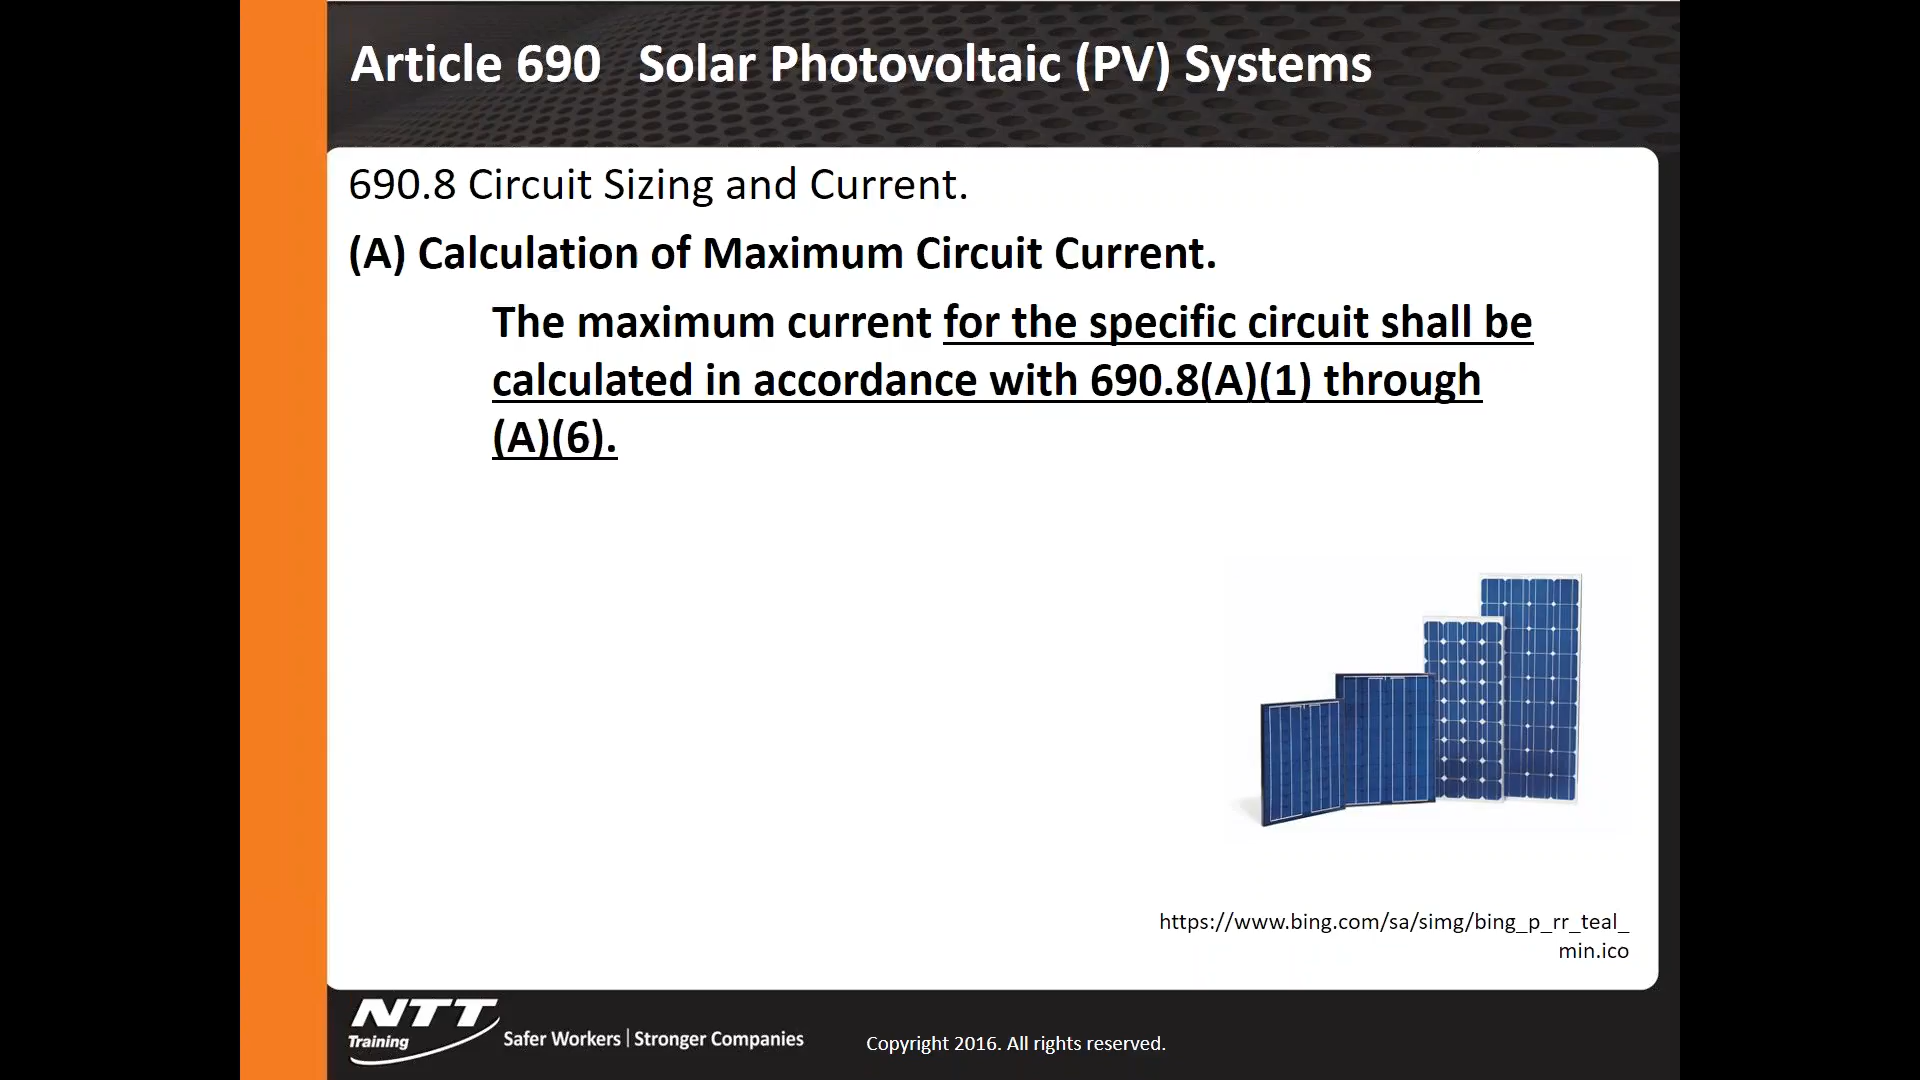 Article 690 Solar Photovoltaic (PV) Systems
690.8 Circuit Sizing and Current.
(A) Calculation of Maximum Circuit Current.
The maximum current for the specific circuit shall be
calculated in accordance with 690.8(A)(1) through
(A)(6).
https://www.bing.com/sa/simg/bing_p_rr_teal_
min.ico
NTT
Training
Safer Workers | Stronger Companies
Copyright 2016. All rights reserved.